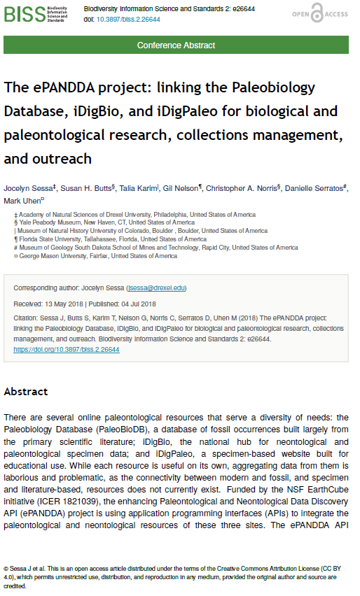 BISS Biodiversity Information Science and Standards
Biodiversity Information Science and Standards 2: e26644
doi: 10.3897/biss.2.26644
OPEN ACCESS
Conference Abstract
The ePANDDA project: linking the Paleobiology
Database, iDigBio, and iDigPaleo for biological and
paleontological research, collections management,
and outreach
Jocelyn Sessa‡, Susan H. Butts§, Talia Karim|, Gil Nelson¶, Christopher A. Norris§, Danielle Serratos#,
Mark Uhen¤
‡ Academy of Natural Sciences of Drexel University, Philadelphia, United States of America
§ Yale Peabody Museum, New Haven, CT, United States of America
| Museum of Natural History University of Colorado, Boulder , Boulder, United States of America
¶ Florida State University, Tallahassee, Florida, United States of America
# Museum of Geology South Dakota School of Mines and Technology, Rapid City, United States of America
¤ George Mason University, Fairfax, United States of America
Corresponding author: Jocelyn Sessa (jsessa@drexel.edu)
Received: 13 May 2018 | Published: 04 Jul 2018
Citation: Sessa J, Butts S, Karim T, Nelson G, Norris C, Serratos D, Uhen M (2018) The ePANDDA project:
linking the Paleobiology Database, iDigBio, and iDigPaleo for biological and paleontological research, collections
management, and outreach. Biodiversity Information Science and Standards 2: e26644.
https://doi.org/10.3897/biss.2.26644
Abstract
There are several online paleontological resources that serve a diversity of needs: the
Paleobiology Database (PaleoBioDB), a database of fossil occurrences built largely from
the primary scientific literature; iDigBio, the national hub for neontological and
paleontological specimen data; and iDigPaleo, a specimen-based website built for
educational use. While each resource is useful on its own, aggregating data from them is
laborious and problematic, as the connectivity between modern and fossil, and specimen
and literature-based, resources does not currently exist. Funded by the NSF EarthCube
initiative (ICER 1821039), the enhancing Paleontological and Neontological Data Discovery
API (ePANDDA) project is using application programming interfaces (APIs) to integrate the
paleontological and neontological resources of these three sites. The ePANDDA API
© Sessa J et al. This is an open access article distributed under the terms of the Creative Commons Attribution License (CC BY
4.0), which permits unrestricted use, distribution, and reproduction in any medium, provided the original author and source are
credited.